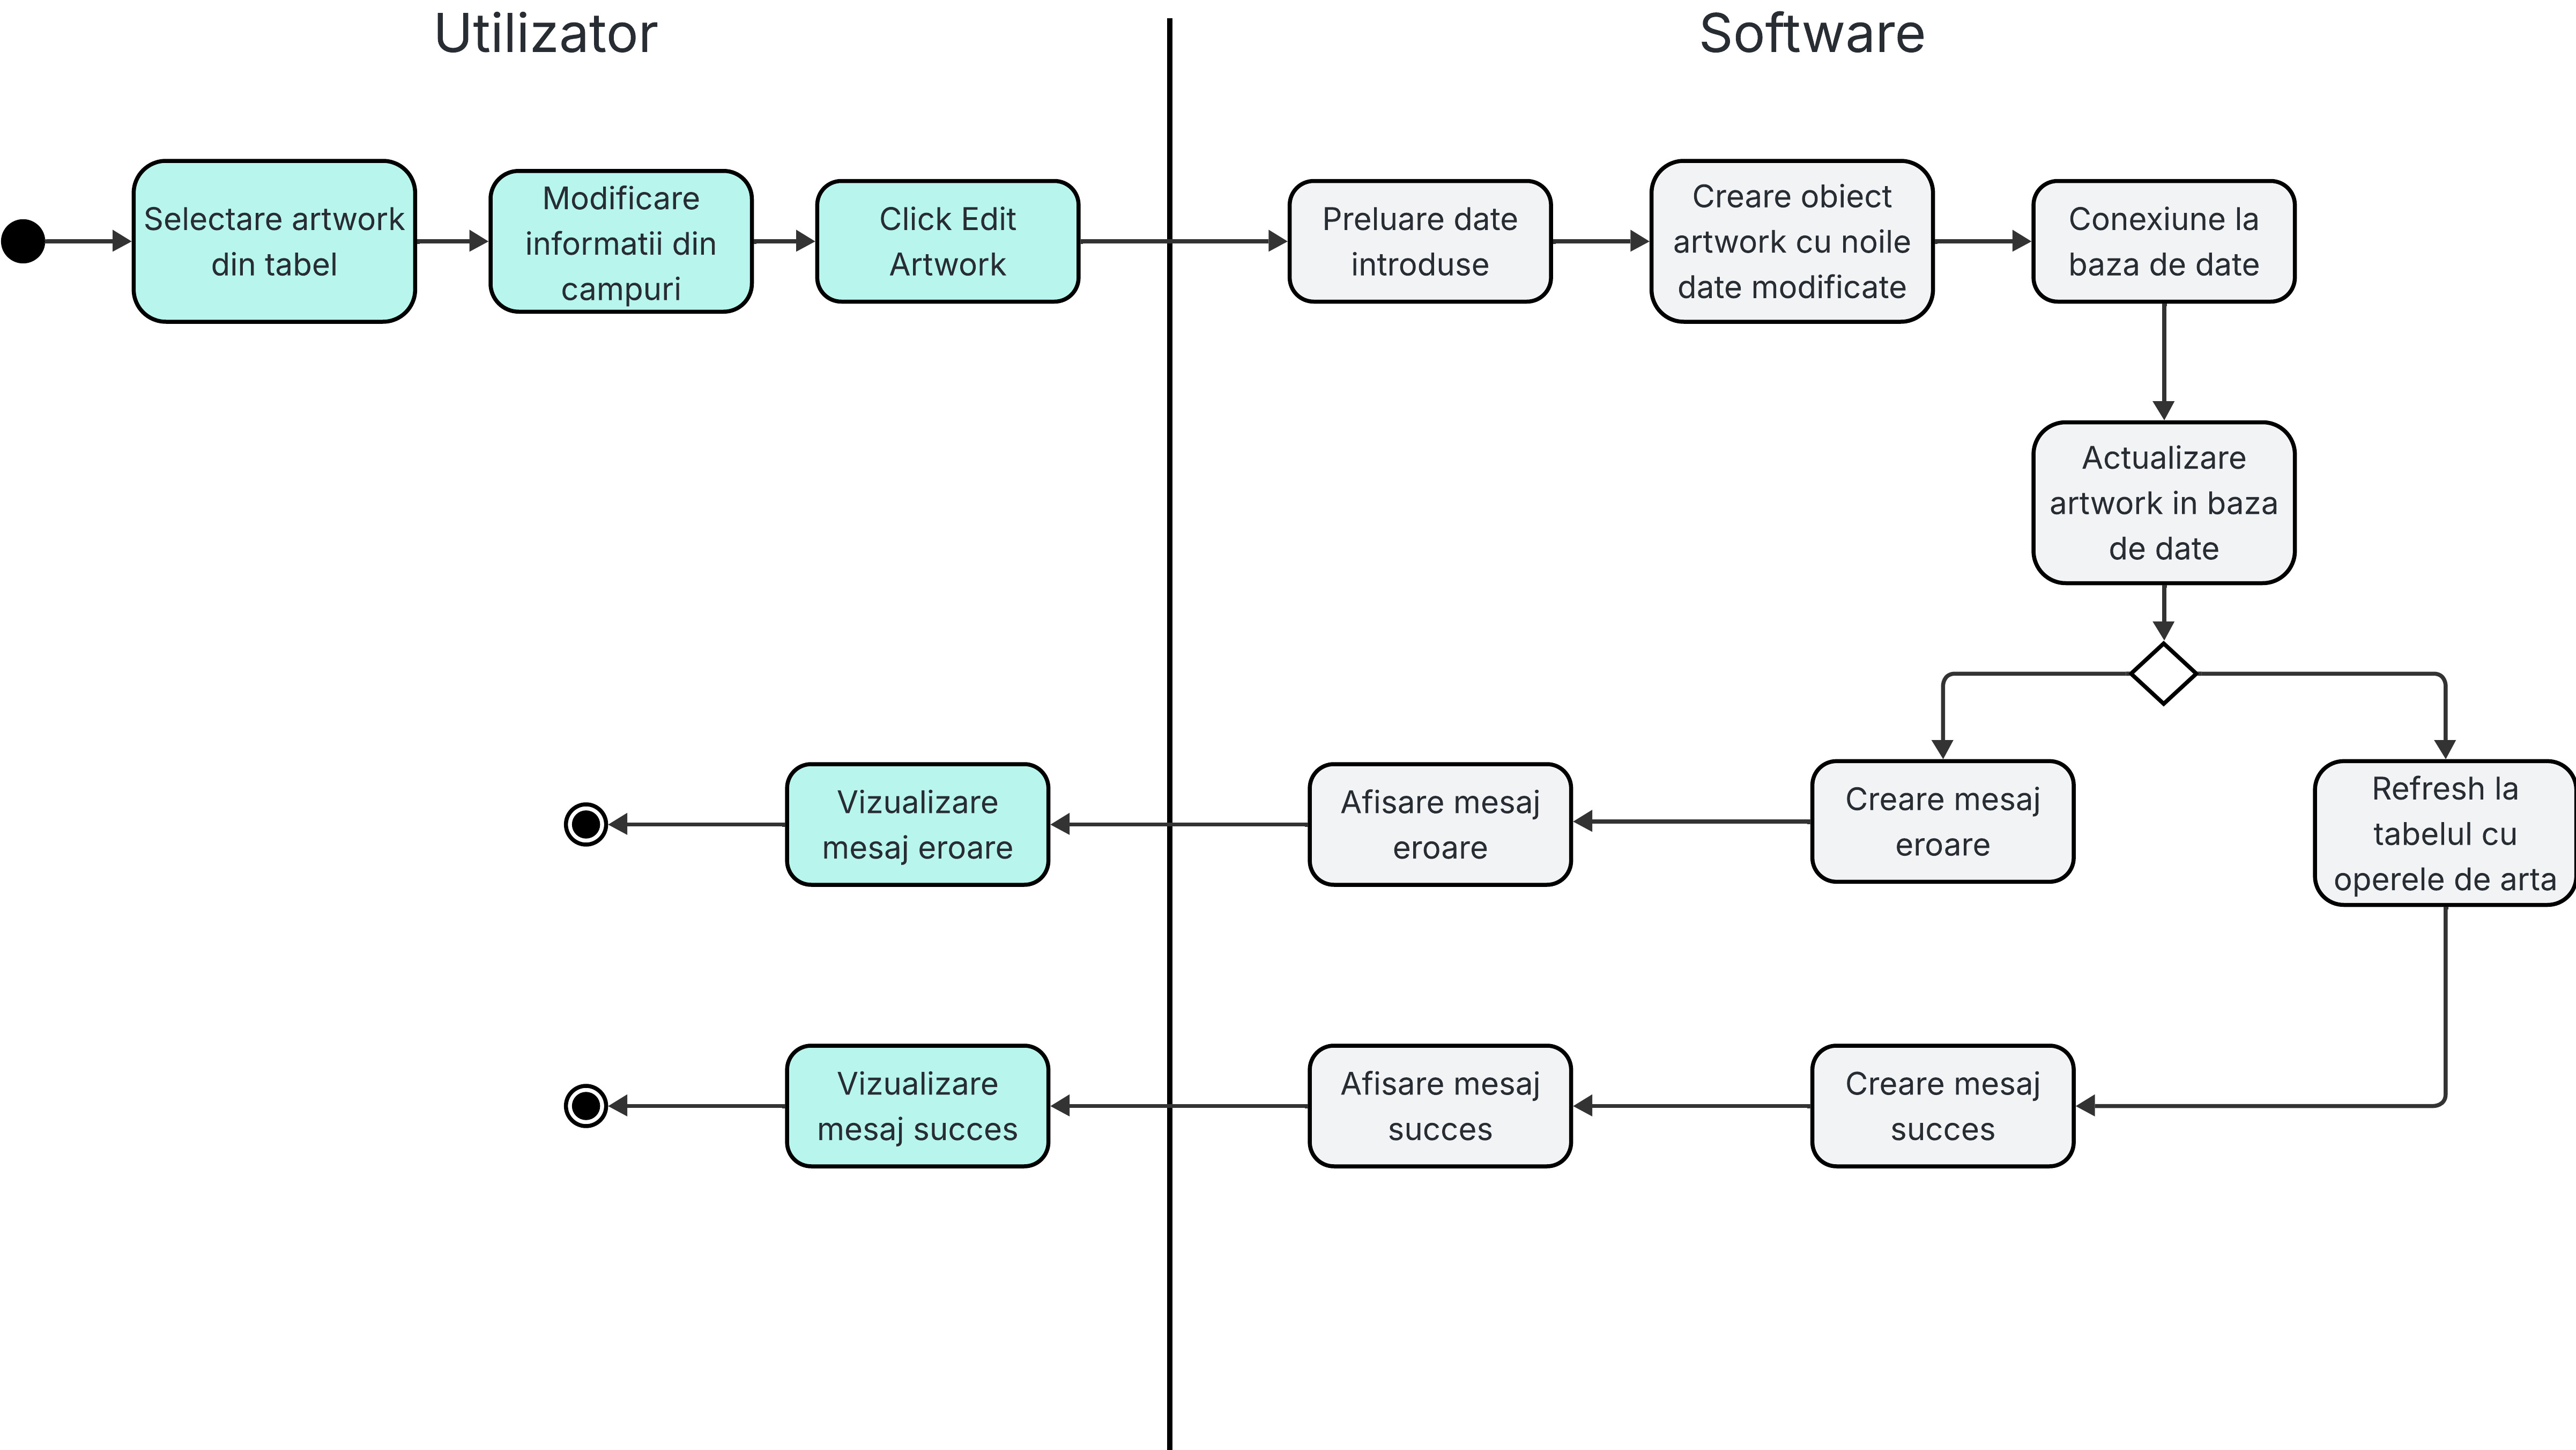 Utilizator
Software
Selectare artwork
din tabel
Modificare
informatii din
campuri
Click Edit
Artwork
Preluare date
introduse
Creare obiect
artwork cu noile
date modificate
Conexiune la
baza de date
Actualizare
artwork in baza
de date
Vizualizare
mesaj eroare
Afisare mesaj
eroare
Creare mesaj
eroare
Refresh la
tabelul cu
operele de arta
Vizualizare
mesaj succes
Afisare mesaj
succes
Creare mesaj
succes